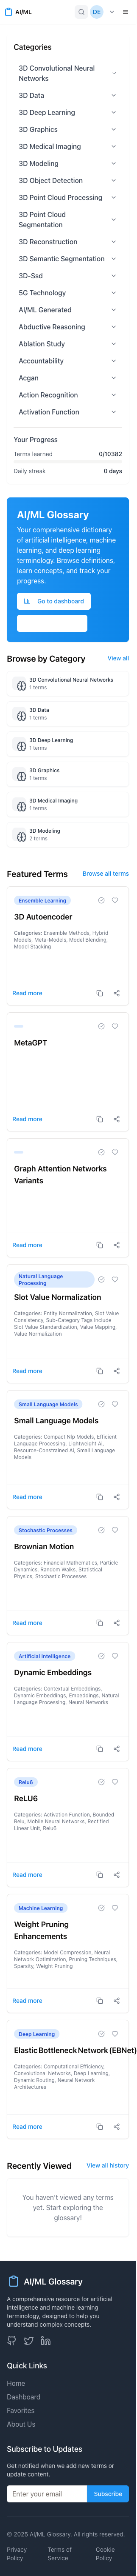 AI/ML
DE
Categories
3D Convolutional Neural
Networks
3D Data
3D Deep Learning
3D Graphics
3D Medical Imaging
3D Modeling
3D Object Detection
3D Point Cloud Processing
3D Point Cloud
Segmentation
3D Reconstruction
3D Semantic Segmentation
3D-Ssd
5G Technology
AI/ML Generated
Abductive Reasoning
Ablation Study
Accountability
Acgan
Action Recognition
Activation Function
Your Progress
Terms learned 0/10382
Daily streak 0 days
AI/ML Glossary
Your comprehensive dictionary
of artificial intelligence, machine
learning, and deep learning
terminology. Browse definitions,
learn concepts, and track your
progress.
Go to dashboard
Browse by Category View all
3D Convolutional Neural Networks
1 terms
3D Data
1 terms
3D Deep Learning
1 terms
3D Graphics
1 terms
3D Medical Imaging
1 terms
3D Modeling
2 terms
Featured Terms Browse all terms
Ensemble Learning
3D Autoencoder
Categories: Ensemble Methods, Hybrid
Models, Meta-Models, Model Blending,
Model Stacking
Read more
MetaGPT
Read more
Graph Attention Networks
Variants
Read more
Natural Language
Processing
Slot Value Normalization
Categories: Entity Normalization, Slot Value
Consistency, Sub-Category Tags Include
Slot Value Standardization, Value Mapping,
Value Normalization
Read more
Small Language Models
Small Language Models
Categories: Compact Nlp Models, Efficient
Language Processing, Lightweight Ai,
Resource-Constrained Ai, Small Language
Models
Read more
Stochastic Processes
Brownian Motion
Categories: Financial Mathematics, Particle
Dynamics, Random Walks, Statistical
Physics, Stochastic Processes
Read more
Artificial Intelligence
Dynamic Embeddings
Categories: Contextual Embeddings,
Dynamic Embeddings, Embeddings, Natural
Language Processing, Neural Networks
Read more
Relu6
ReLU6
Categories: Activation Function, Bounded
Relu, Mobile Neural Networks, Rectified
Linear Unit, Relu6
Read more
Machine Learning
Weight Pruning
Enhancements
Categories: Model Compression, Neural
Network Optimization, Pruning Techniques,
Sparsity, Weight Pruning
Read more
Deep Learning
Elastic Bottleneck Network (EBNet)
Categories: Computational Efficiency,
Convolutional Networks, Deep Learning,
Dynamic Routing, Neural Network
Architectures
Read more
Recently Viewed View all history
You haven't viewed any terms
yet. Start exploring the
glossary!
AI/ML Glossary
A comprehensive resource for artificial
intelligence and machine learning
terminology, designed to help you
understand complex concepts.
Quick Links
Home
Dashboard
Favorites
About Us
Subscribe to Updates
Get notified when we add new terms or
update content.
Enter your email Subscribe
© 2025 AI/ML Glossary. All rights reserved.
Privacy
Policy
Terms of
Service
Cookie
Policy